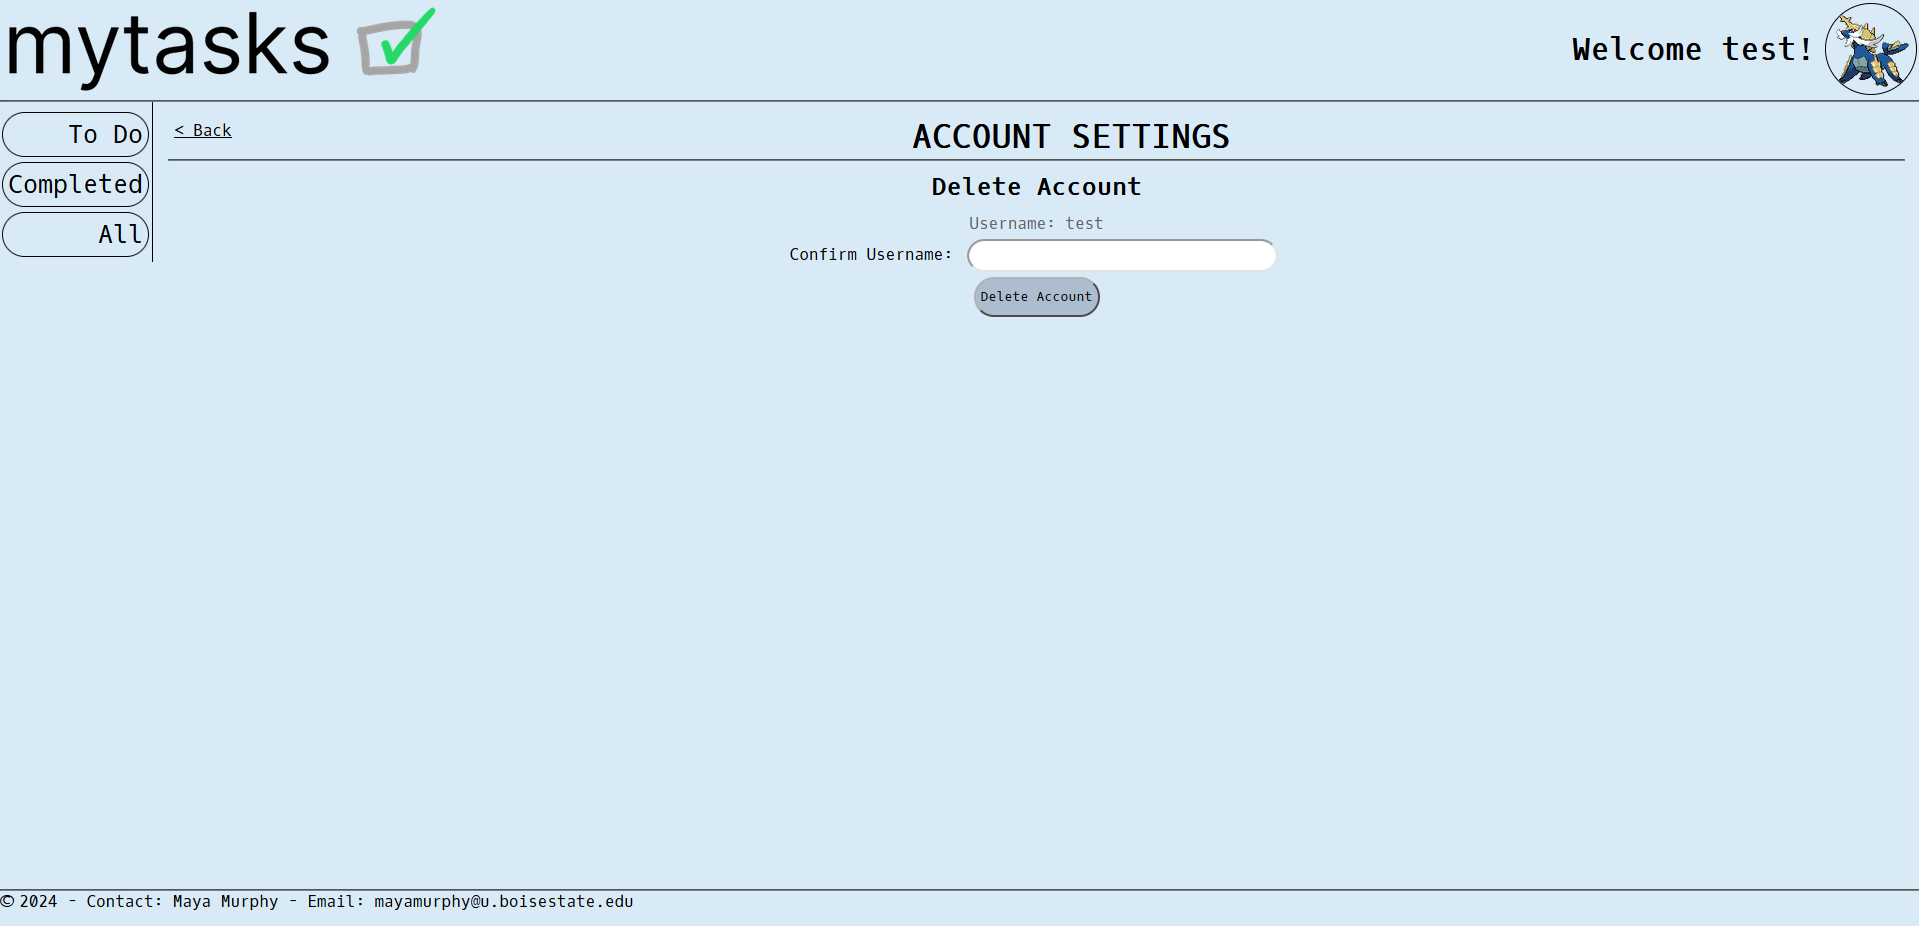 mytasks
Welcome test!
To Do
Completed
All
< Back
ACCOUNT SETTINGS
Delete Account
Username: test
Confirm Username:
Delete Account
© 2024 - Contact: Maya Murphy - Email: mayamurphy@u.boisestate.edu